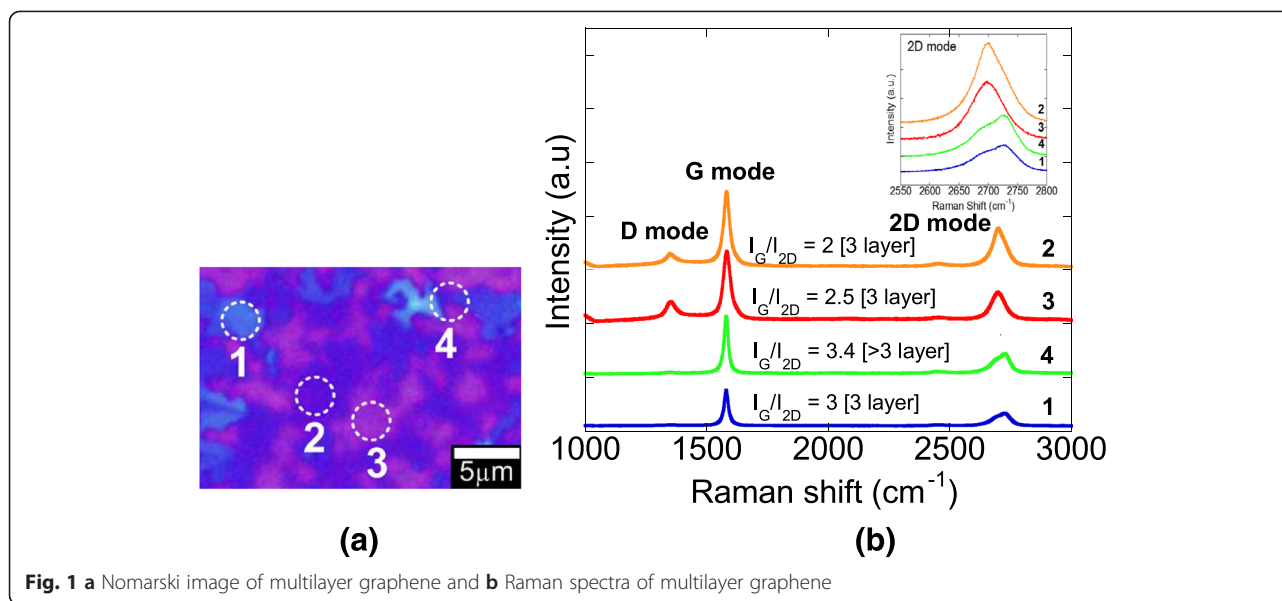 1
2
3
4
5μm
(a)
Intensity (a.u)
D mode
G mode
2D mode
I_G/I_2D = 2 [3 layer]
2
I_G/I_2D = 2.5 [3 layer]
3
I_G/I_2D = 3.4 [>3 layer]
4
I_G/I_2D = 3 [3 layer]
1
1000 1500 2000 2500 3000
Raman shift (cm⁻¹)
2D mode
Intensity (a.u.)
2
3
4
1
2550 2600 2650 2700 2750 2800
Raman Shift (cm⁻¹)
(b)
Fig. 1 a Nomarski image of multilayer graphene and b Raman spectra of multilayer graphene